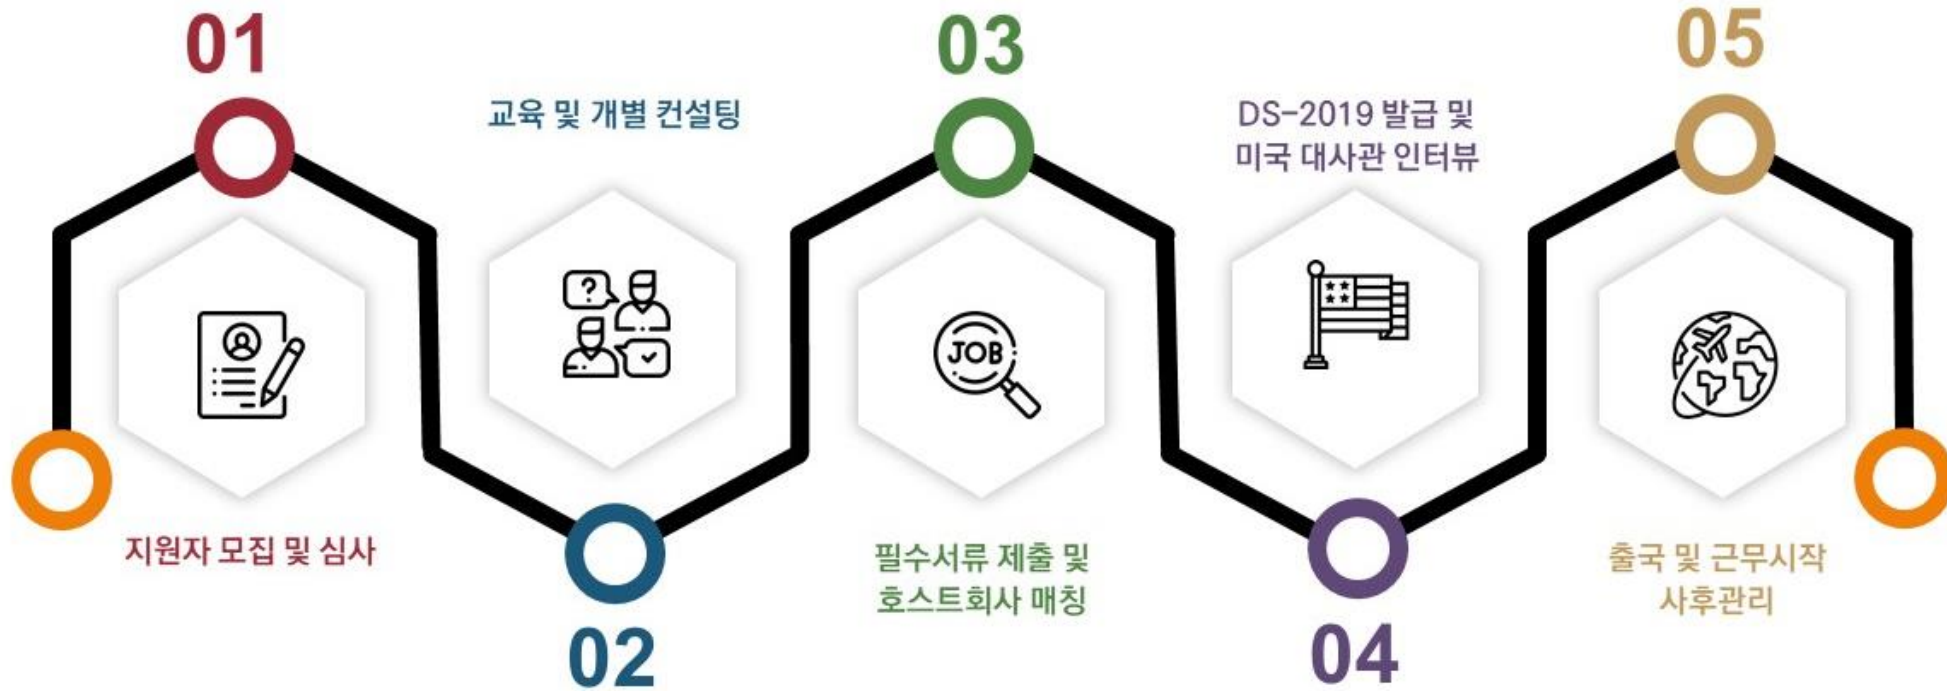 01
지원자 모집 및 심사
교육 및 개별 컨설팅
02
03
JOB
필수서류 제출 및
호스트회사 매칭
DS-2019 발급 및
미국 대사관 인터뷰
04
05
출국 및 근무시작
사후관리